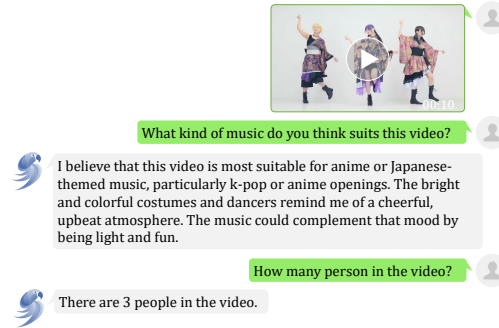 00:10
What kind of music do you think suits this video?
I believe that this video is most suitable for anime or Japanese-
themed music, particularly k-pop or anime openings. The bright
and colorful costumes and dancers remind me of a cheerful,
upbeat atmosphere. The music could complement that mood by
being light and fun.
How many person in the video?
There are 3 people in the video.